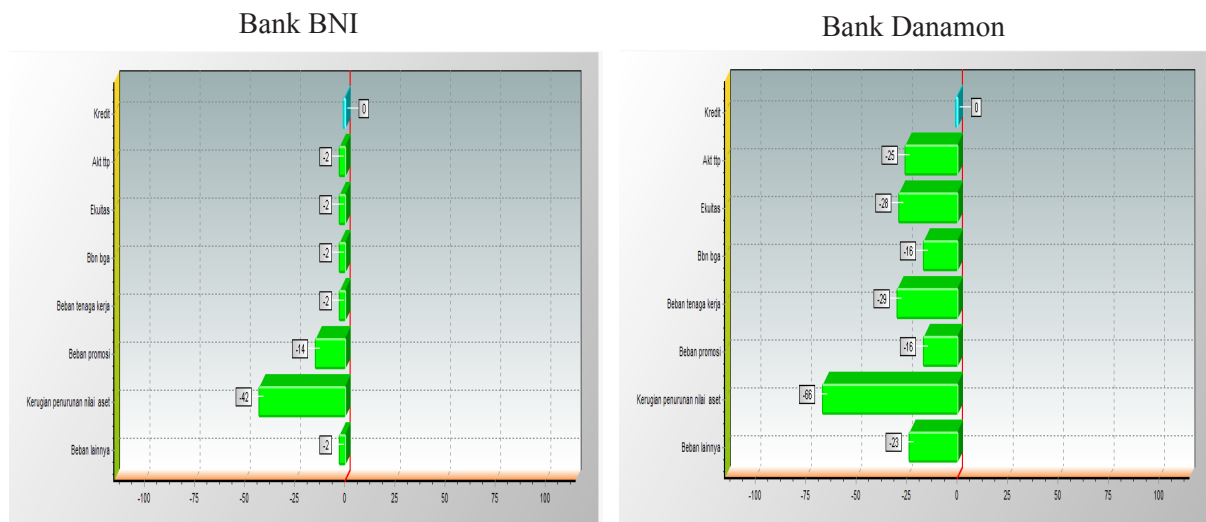 Bank BNI
Kredit
0
Akt ttp
-2
Ekuitas
-2
Bbn bga
-2
Beban tenaga kerja
-2
Beban promosi
-14
Kerugian penurunan nilai aset
-42
Beban lainnya
-2
-100 -75 -50 -25 0 25 50 75 100
Bank Danamon
Kredit
0
Akt ttp
-25
Ekuitas
-28
Bbn bga
-16
Beban tenaga kerja
-29
Beban promosi
-16
Kerugian penurunan nilai aset
-66
Beban lainnya
-23
-100 -75 -50 -25 0 25 50 75 100